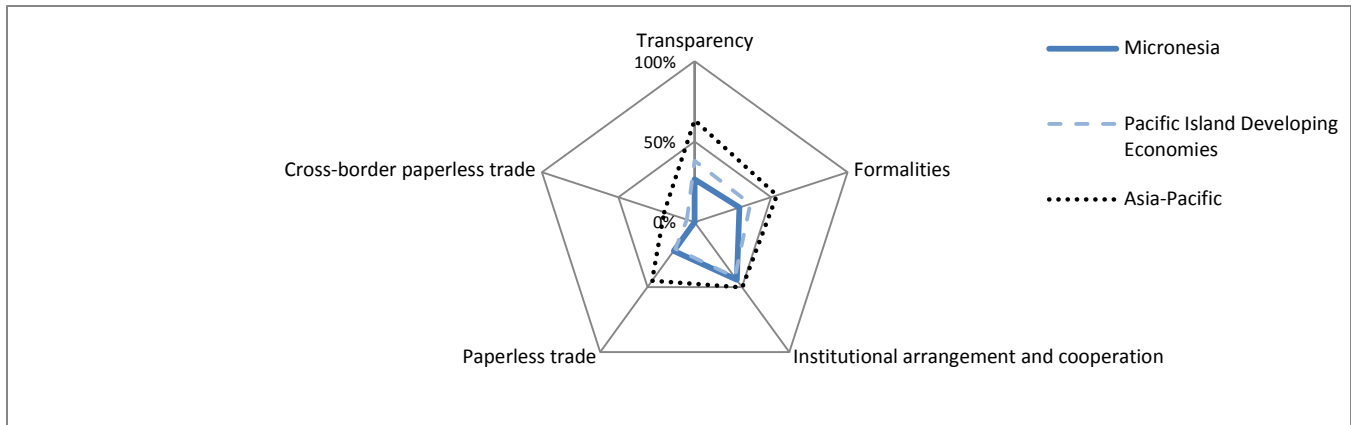 Transparency
100%
50%
0%
Formalities
Institutional arrangement and cooperation
Paperless trade
Cross-border paperless trade
Micronesia
Pacific Island Developing
Economies
Asia-Pacific